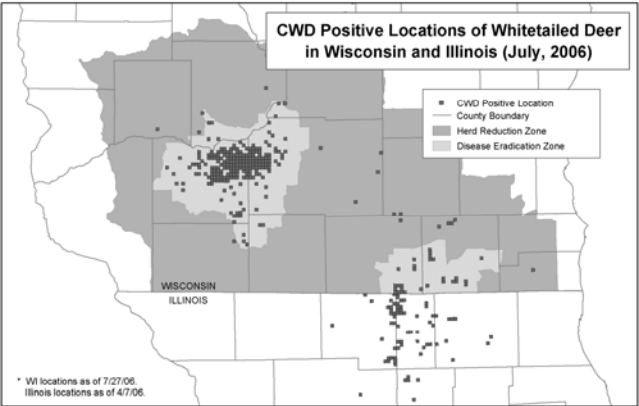 CWD Positive Locations of Whitetailed Deer
in Wisconsin and Illinois (July, 2006)
CWD Positive Location
County Boundary
Herd Reduction Zone
Disease Eradication Zone
WISCONSIN
ILLINOIS
* WI locations as of 7/27/06.
Illinois locations as of 4/7/06.